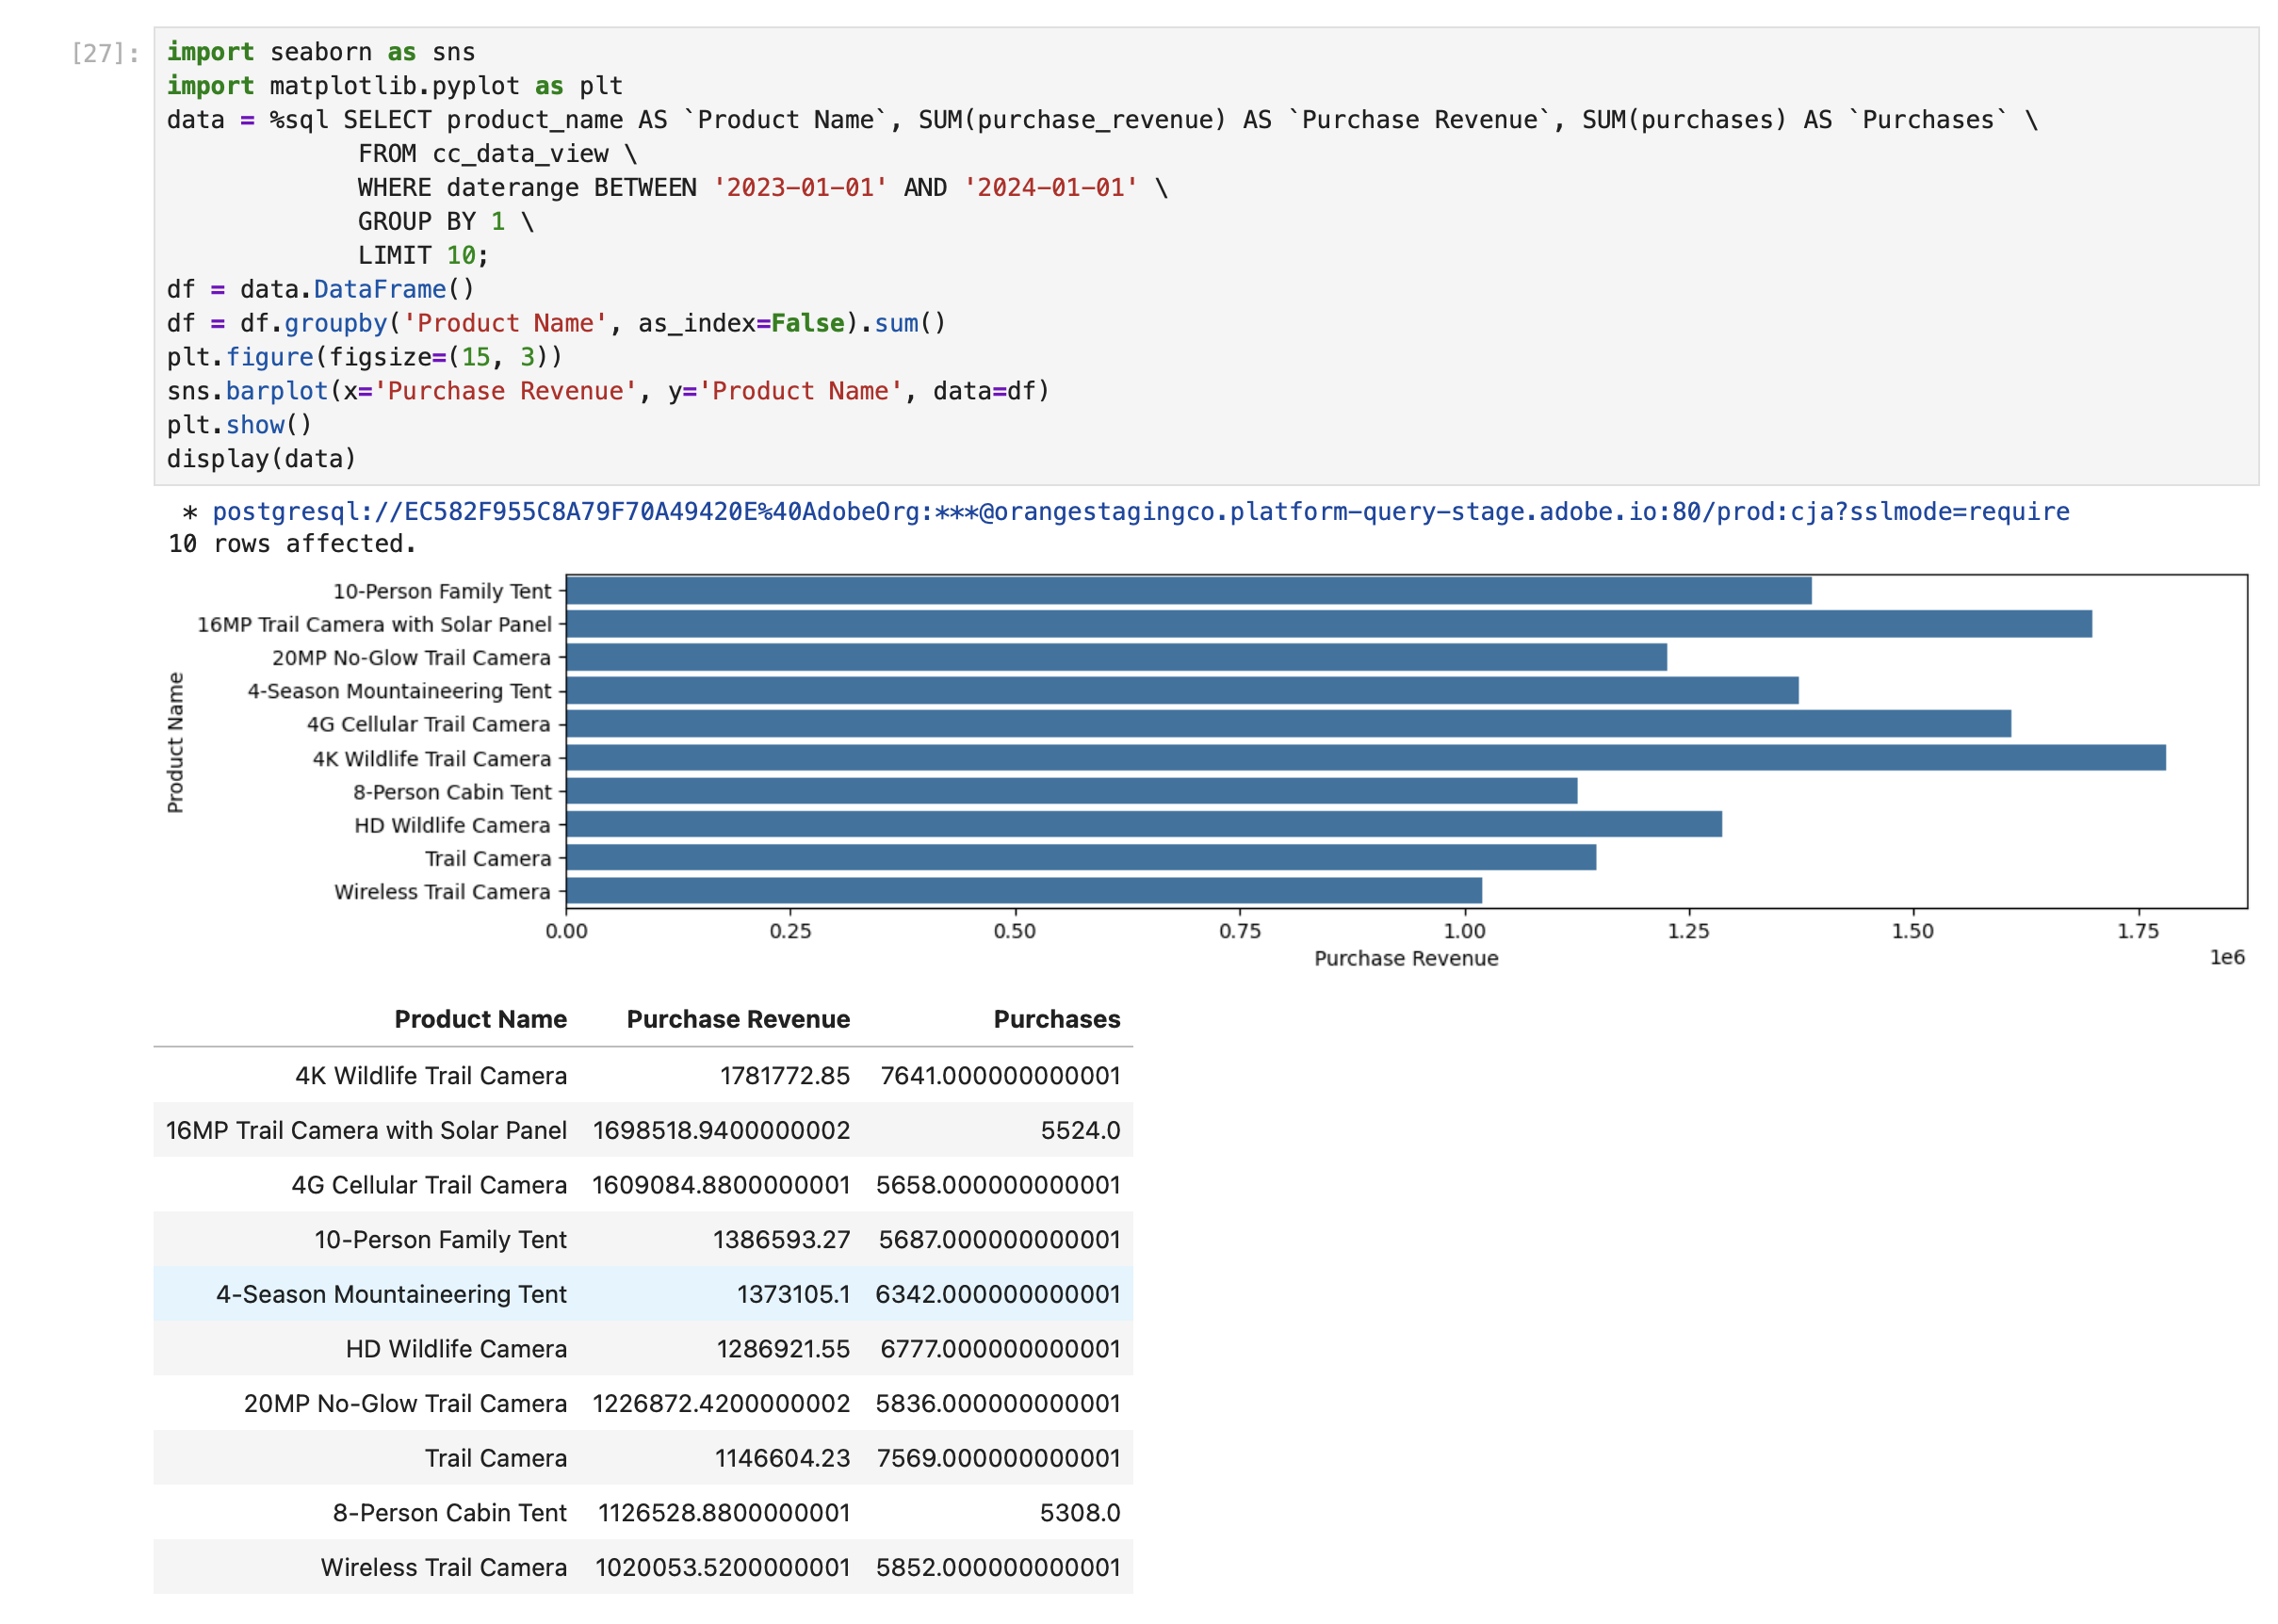 [27]:
import seaborn as sns
import matplotlib.pyplot as plt
data = %sql SELECT product_name AS `Product Name`, SUM(purchase_revenue) AS `Purchase Revenue`, SUM(purchases) AS `Purchases` \
FROM cc_data_view \
WHERE daterange BETWEEN '2023-01-01' AND '2024-01-01' \
GROUP BY 1 \
LIMIT 10;
df = data.DataFrame()
df = df.groupby('Product Name', as_index=False).sum()
plt.figure(figsize=(15, 3))
sns.barplot(x='Purchase Revenue', y='Product Name', data=df)
plt.show()
display(data)
* postgresql://EC582F955C8A79F70A49420E%40AdobeOrg:***@orangestagingco.platform-query-stage.adobe.io:80/prod:cja?sslmode=require
10 rows affected.
Product Name
10-Person Family Tent
16MP Trail Camera with Solar Panel
20MP No-Glow Trail Camera
4-Season Mountaineering Tent
4G Cellular Trail Camera
4K Wildlife Trail Camera
8-Person Cabin Tent
HD Wildlife Camera
Trail Camera
Wireless Trail Camera
0.00 0.25 0.50 0.75 1.00 1.25 1.50 1.75
Purchase Revenue 1e6
Product Name Purchase Revenue Purchases
4K Wildlife Trail Camera 1781772.85 7641.000000000001
16MP Trail Camera with Solar Panel 1698518.9400000002 5524.0
4G Cellular Trail Camera 1609084.8800000001 5658.000000000001
10-Person Family Tent 1386593.27 5687.000000000001
4-Season Mountaineering Tent 1373105.1 6342.000000000001
HD Wildlife Camera 1286921.55 6777.000000000001
20MP No-Glow Trail Camera 1226872.4200000002 5836.000000000001
Trail Camera 1146604.23 7569.000000000001
8-Person Cabin Tent 1126528.8800000001 5308.0
Wireless Trail Camera 1020053.5200000001 5852.000000000001